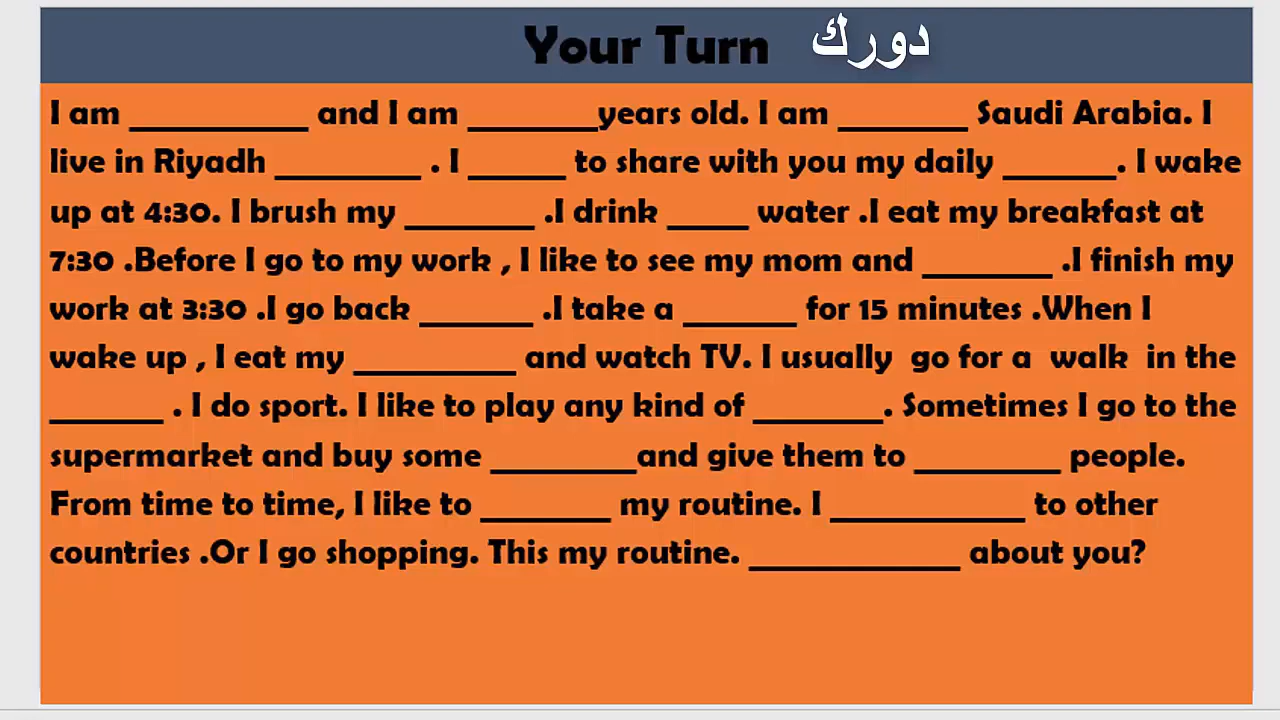 Your Turn دورك
I am ___________ and I am ________years old. I am ________ Saudi Arabia. I
live in Riyadh _________ . I ______ to share with you my daily _______. I wake
up at 4:30. I brush my ________ .I drink _____ water .I eat my breakfast at
7:30 .Before I go to my work , I like to see my mom and ________ .I finish my
work at 3:30 .I go back _______ .I take a _______ for 15 minutes .When I
wake up , I eat my __________ and watch TV. I usually go for a walk in the
_______ . I do sport. I like to play any kind of ________. Sometimes I go to the
supermarket and buy some _________and give them to _________ people.
From time to time, I like to ________ my routine. I ____________ to other
countries .Or I go shopping. This my routine. _____________ about you?